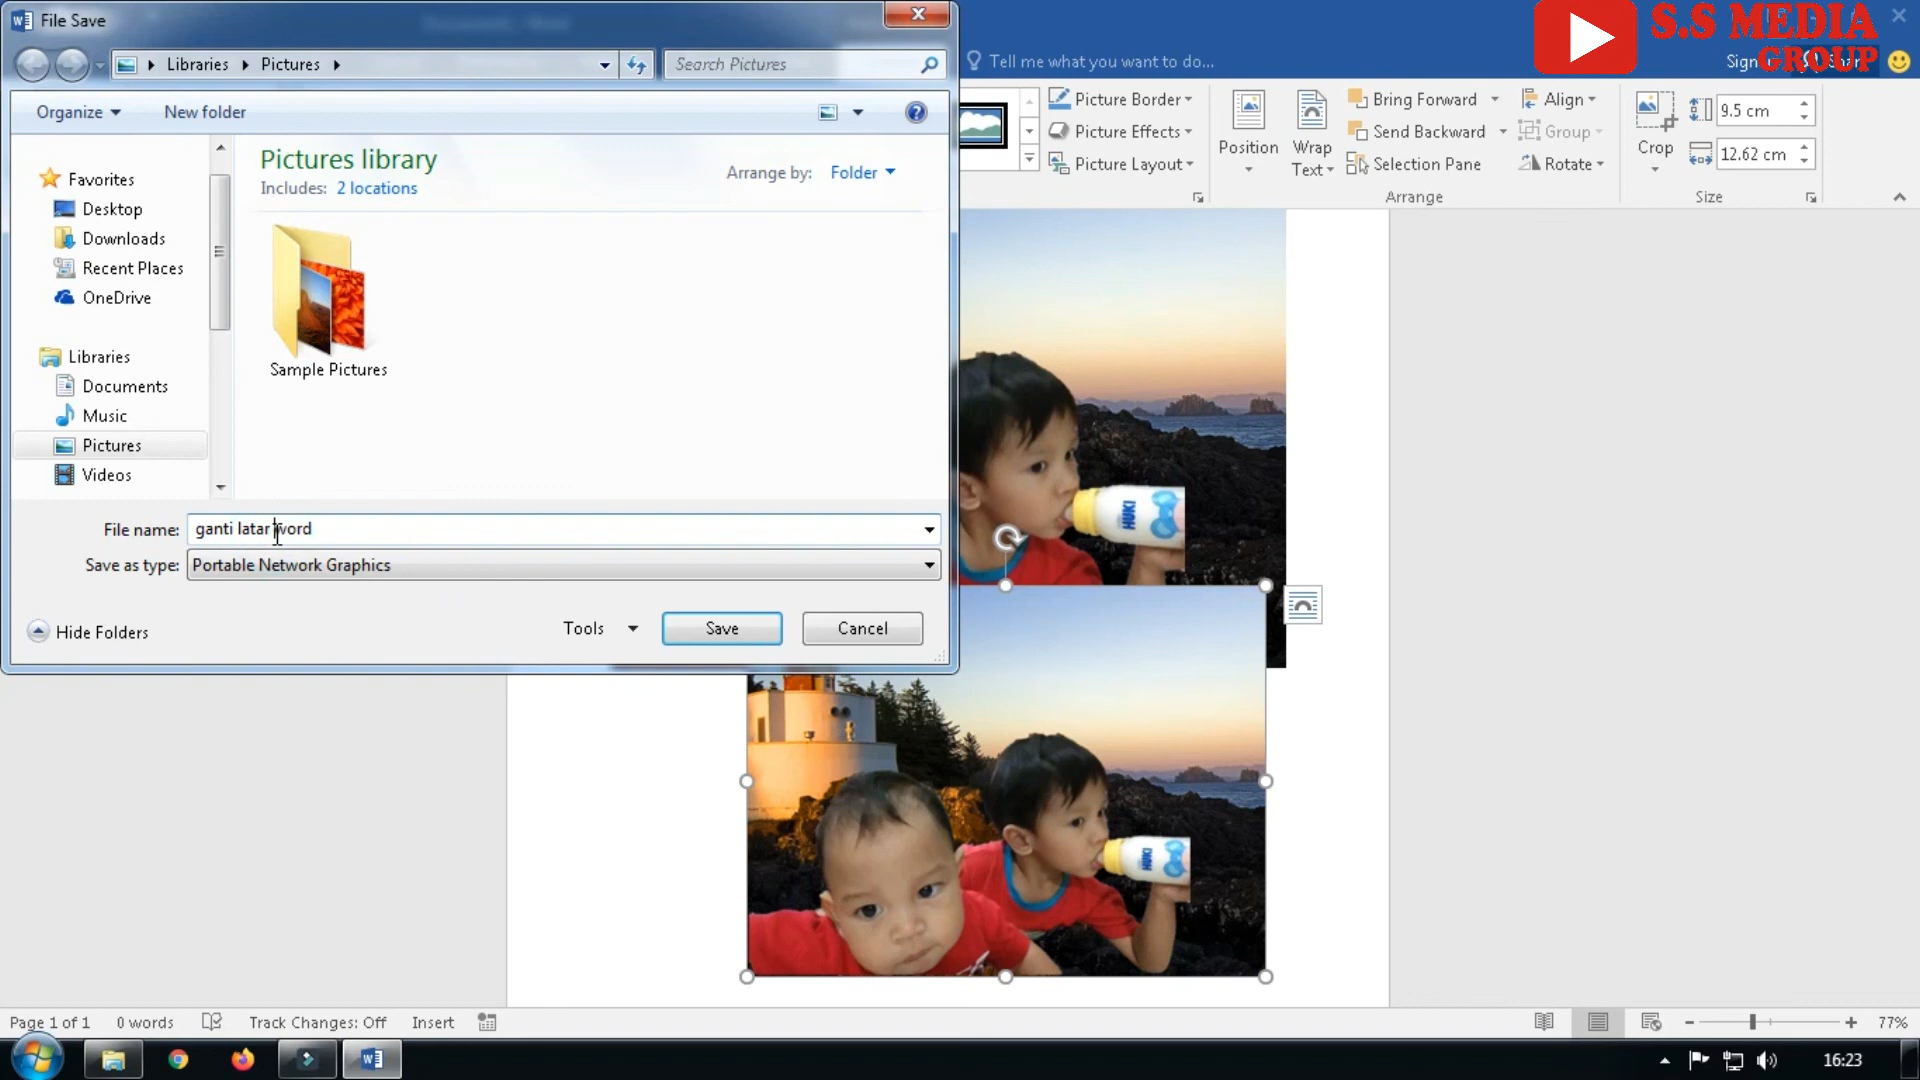 File Save
Libraries
Pictures
Search Pictures
Organize
New folder
Pictures library
Includes: 2 locations
Arrange by: Folder
Favorites
Desktop
Downloads
Recent Places
OneDrive
Libraries
Documents
Music
Pictures
Videos
Sample Pictures
File name: ganti latar word
Save as type: Portable Network Graphics
Hide Folders
Tools
Save
Cancel
Tell me what you want to do...
S.S MEDIA
GROUP
Picture Border
Picture Effects
Picture Layout
Position
Wrap
Text
Bring Forward
Send Backward
Selection Pane
Align
Group
Rotate
Arrange
Crop
9.5 cm
12.62 cm
Size
HUKI
HUKI
Page 1 of 1
0 words
Track Changes: Off
Insert
77%
16:23